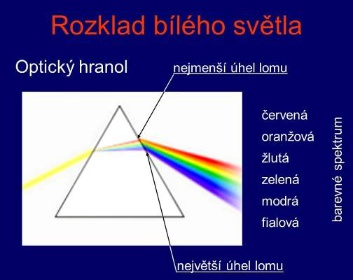 Rozklad bílého světla
Optický hranol
nejmenší úhel lomu
červená
oranžová
žlutá
zelená
modrá
fialová
barevné spektrum
největší úhel lomu